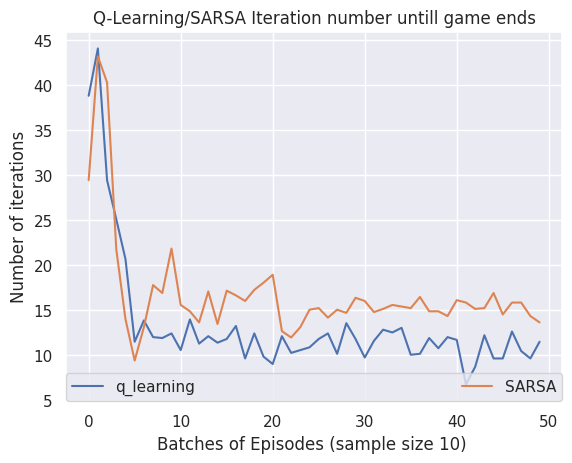 Q-Learning/SARSA Iteration number untill game ends
Number of iterations
45
40
35
30
25
20
15
10
5
q_learning
SARSA
0 10 20 30 40 50
Batches of Episodes (sample size 10)